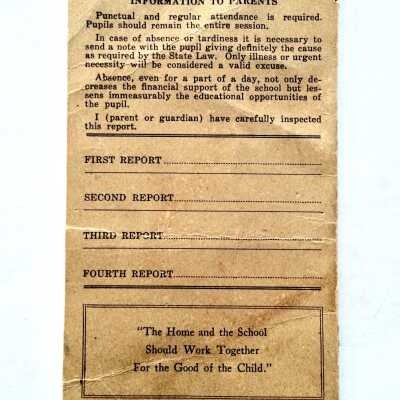 INFORMATION TO PARENTS
Punctual and regular attendance is required.
Pupils should remain the entire session.
In case of absence or tardiness it is necessary to
send a note with the pupil giving definitely the cause
as required by the State Law. Only illness or urgent
necessity will be considered a valid excuse.
Absence, even for a part of a day, not only de-
creases the financial support of the school but les-
sens immeasurably the educational opportunities of
the pupil.
I (parent or guardian) have carefully inspected
this report.
FIRST REPORT
SECOND REPORT
THIRD REPORT
FOURTH REPORT
"The Home and the School
Should Work Together
For the Good of the Child."